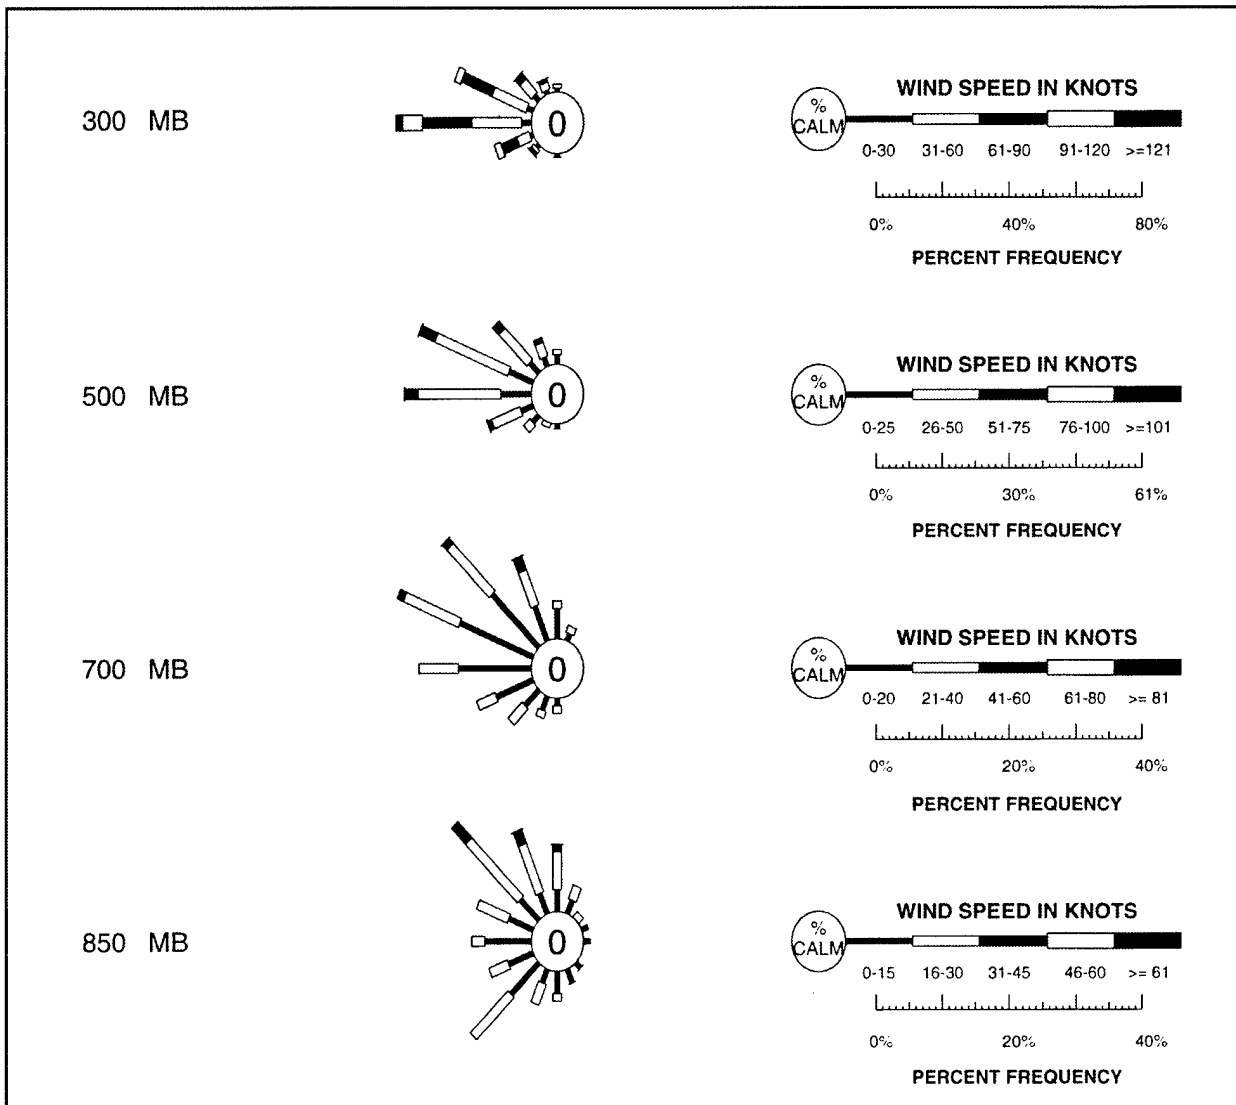 300 MB
0
% CALM
WIND SPEED IN KNOTS
0-30 31-60 61-90 91-120 >=121
0% 40% 80%
PERCENT FREQUENCY
500 MB
0
% CALM
WIND SPEED IN KNOTS
0-25 26-50 51-75 76-100 >=101
0% 30% 61%
PERCENT FREQUENCY
700 MB
0
% CALM
WIND SPEED IN KNOTS
0-20 21-40 41-60 61-80 >= 81
0% 20% 40%
PERCENT FREQUENCY
850 MB
0
% CALM
WIND SPEED IN KNOTS
0-15 16-30 31-45 46-60 >= 61
0% 20% 40%
PERCENT FREQUENCY